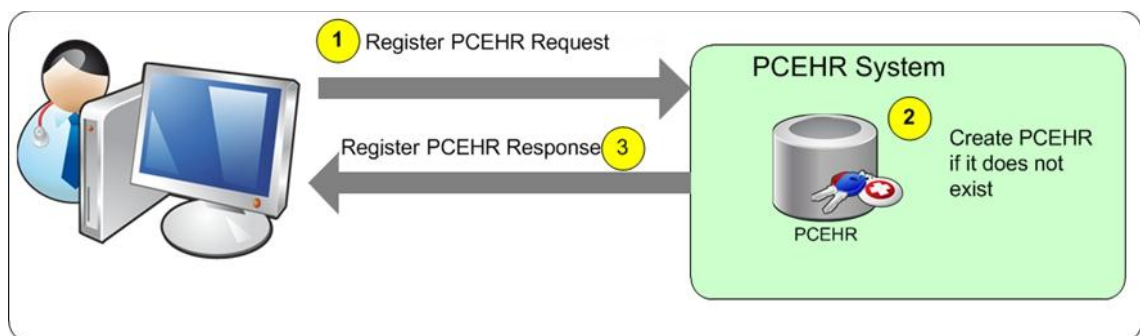 1 Register PCEHR Request
PCEHR System
Register PCEHR Response 3
2
Create PCEHR
if it does not
exist
PCEHR